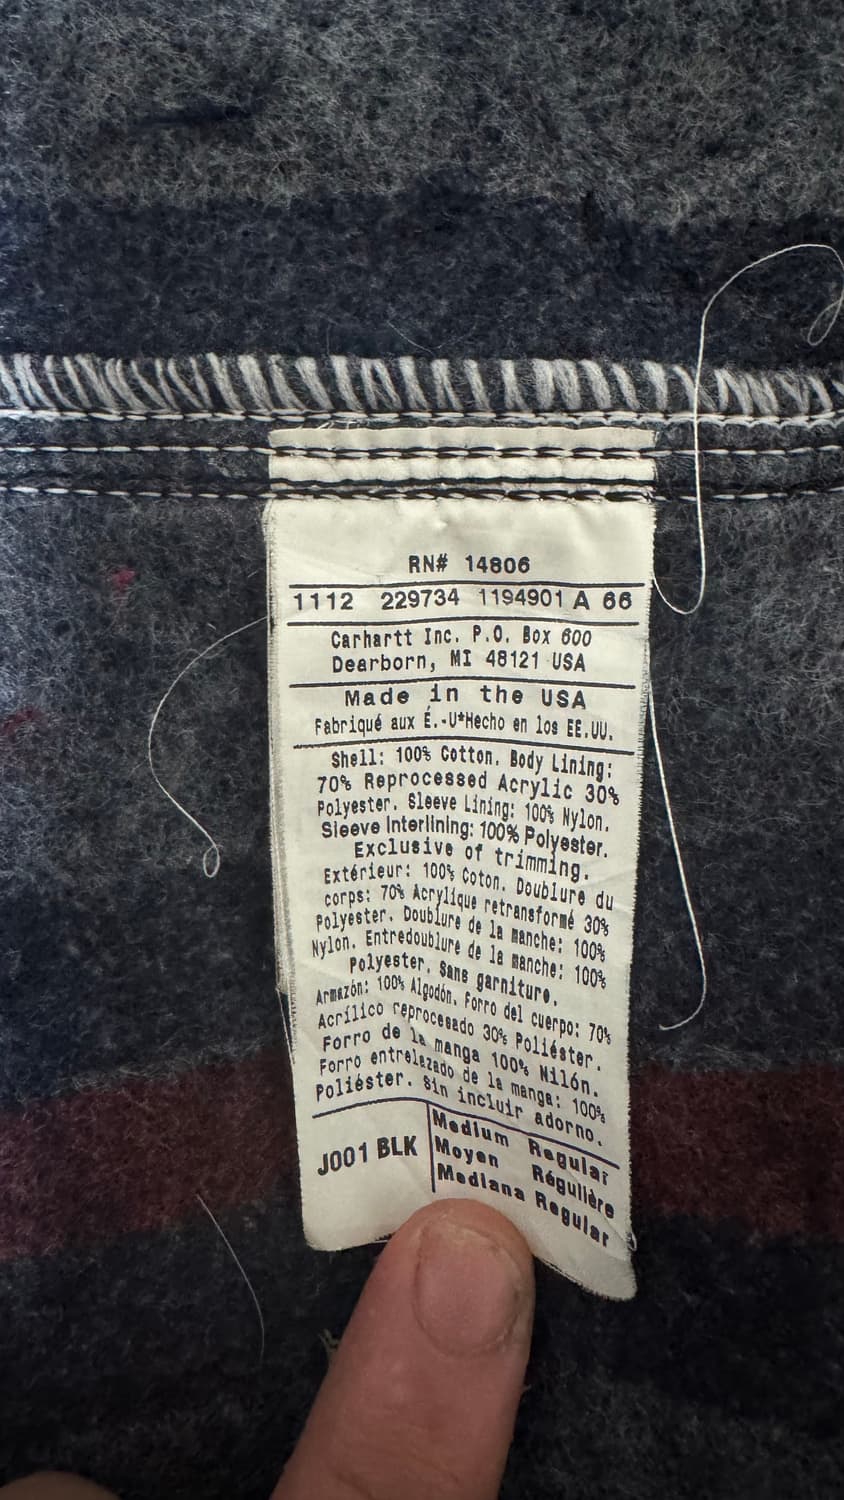 RN# 14806
1112 229734 1194901 A 66
Carhartt Inc. P.O. Box 600
Dearborn, MI 48121 USA
Made in the USA
Fabriqué aux É.-U*Hecho en los EE.UU.
Shell: 100% Cotton. Body Lining:
70% Reprocessed Acrylic 30%
Polyester. Sleeve Lining: 100% Nylon.
Sleeve Interlining: 100% Polyester.
Exclusive of trimming.
Extérieur: 100% Coton. Doublure du
corps: 70% Acrylique retransformé 30%
Polyester. Doublure de la manche: 100%
Nylon. Entredoublure de la manche: 100%
Polyester. Sans garniture.
Armazón: 100% Algodón. Forro del cuerpo: 70%
Acrílico reprocesado 30% Poliéster.
Forro de la manga 100% Nilón.
Forro entrelazado de la manga: 100%
Poliéster. Sin incluir adorno.
J001 BLK
Medium Regular
Moyen Régulière
Mediana Regular